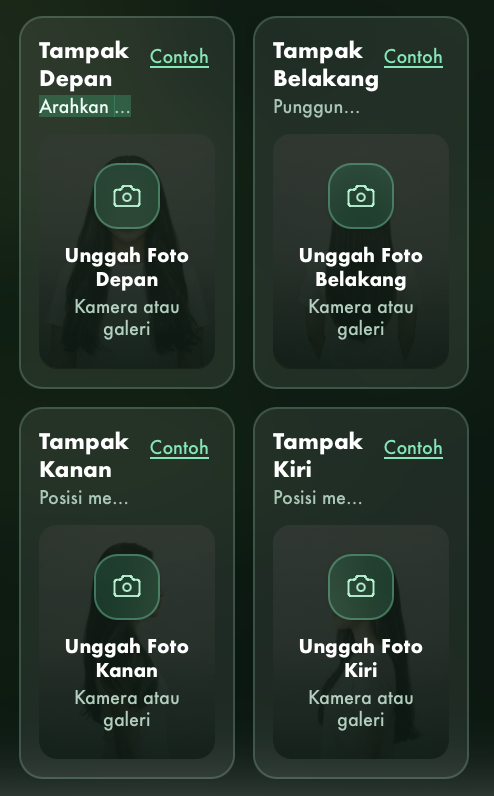 Tampak
Depan
Contoh
Arahkan ...
Unggah Foto
Depan
Kamera atau
galeri
Tampak
Belakang
Contoh
Punggun...
Unggah Foto
Belakang
Kamera atau
galeri
Tampak
Kanan
Contoh
Posisi me...
Unggah Foto
Kanan
Kamera atau
galeri
Tampak
Kiri
Contoh
Posisi me...
Unggah Foto
Kiri
Kamera atau
galeri